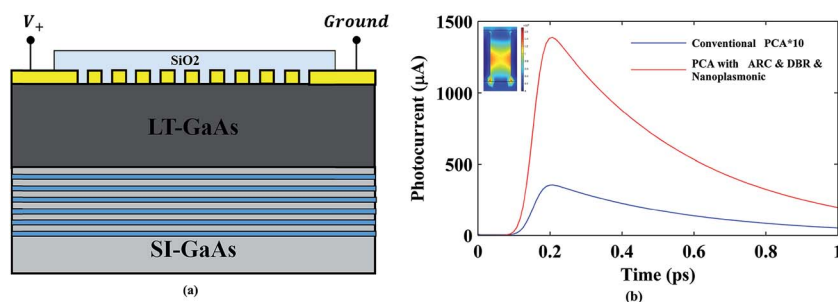 V+
Ground
SiO2
LT-GaAs
SI-GaAs
(a)
1500
1000
500
0
Photocurrent (μA)
Conventional PCA*10
PCA with ARC & DBR &
Nanoplasmonic
0 0.2 0.4 0.6 0.8 1
Time (ps)
(b)